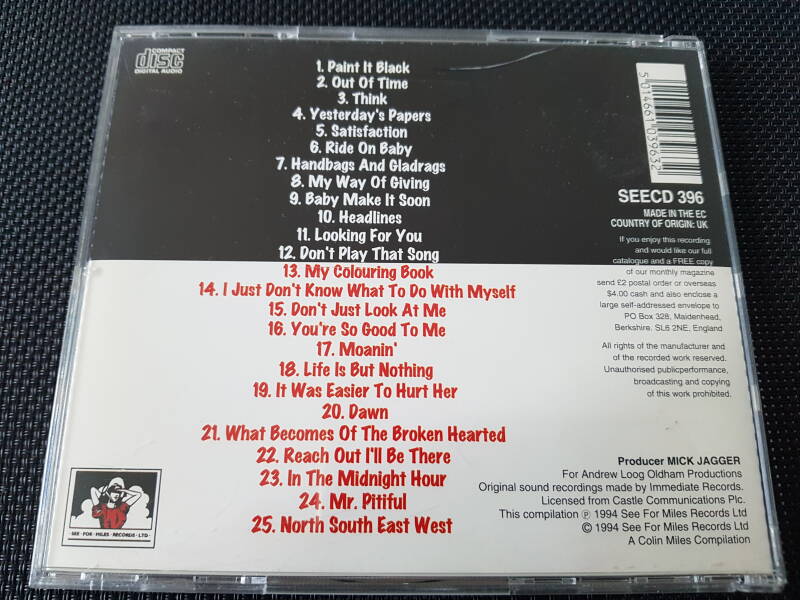 COMPACT
disc
DIGITAL AUDIO
1. Paint It Black
2. Out Of Time
3. Think
4. Yesterday's Papers
5. Satisfaction
6. Ride On Baby
7. Handbags And Gladrags
8. My Way Of Giving
9. Baby Make It Soon
10. Headlines
11. Looking For You
12. Don't Play That Song
13. My Colouring Book
14. I Just Don't Know What To Do With Myself
15. Don't Just Look At Me
16. You're So Good To Me
17. Moanin'
18. Life Is But Nothing
19. It Was Easier To Hurt Her
20. Dawn
21. What Becomes Of The Broken Hearted
22. Reach Out I'll Be There
23. In The Midnight Hour
24. Mr. Pitiful
25. North South East West
5 014661 039632
SEECD 396
MADE IN THE EC
COUNTRY OF ORIGIN: UK
If you enjoy this recording
and would like our full
catalogue and a FREE copy
of our monthly magazine
send £2 postal order or overseas
$4.00 cash and also enclose a
large self-addressed envelope to
PO Box 328, Maidenhead,
Berkshire. SL6 2NE, England
All rights of the manufacturer and
of the recorded work reserved.
Unauthorised publicperformance,
broadcasting and copying
of this work prohibited.
Producer MICK JAGGER
For Andrew Loog Oldham Productions
Original sound recordings made by Immediate Records.
Licensed from Castle Communications Plc.
This compilation ℗ 1994 See For Miles Records Ltd
© 1994 See For Miles Records Ltd
A Colin Miles Compilation
SEE·FOR·MILES·RECORDS·LTD·